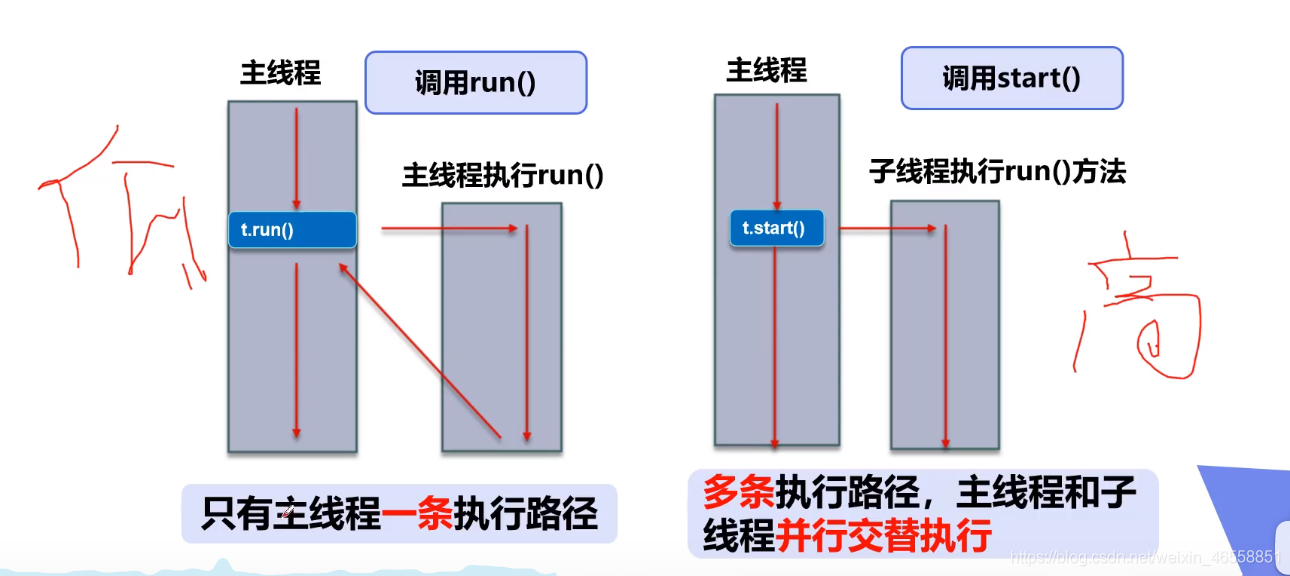 主线程
调用run()
主线程执行run()
t.run()
低
只有主线程一条执行路径
主线程
调用start()
子线程执行run()方法
t.start()
高
多条执行路径，主线程和子
线程并行交替执行
https://blog.csdn.net/weixin_46558851